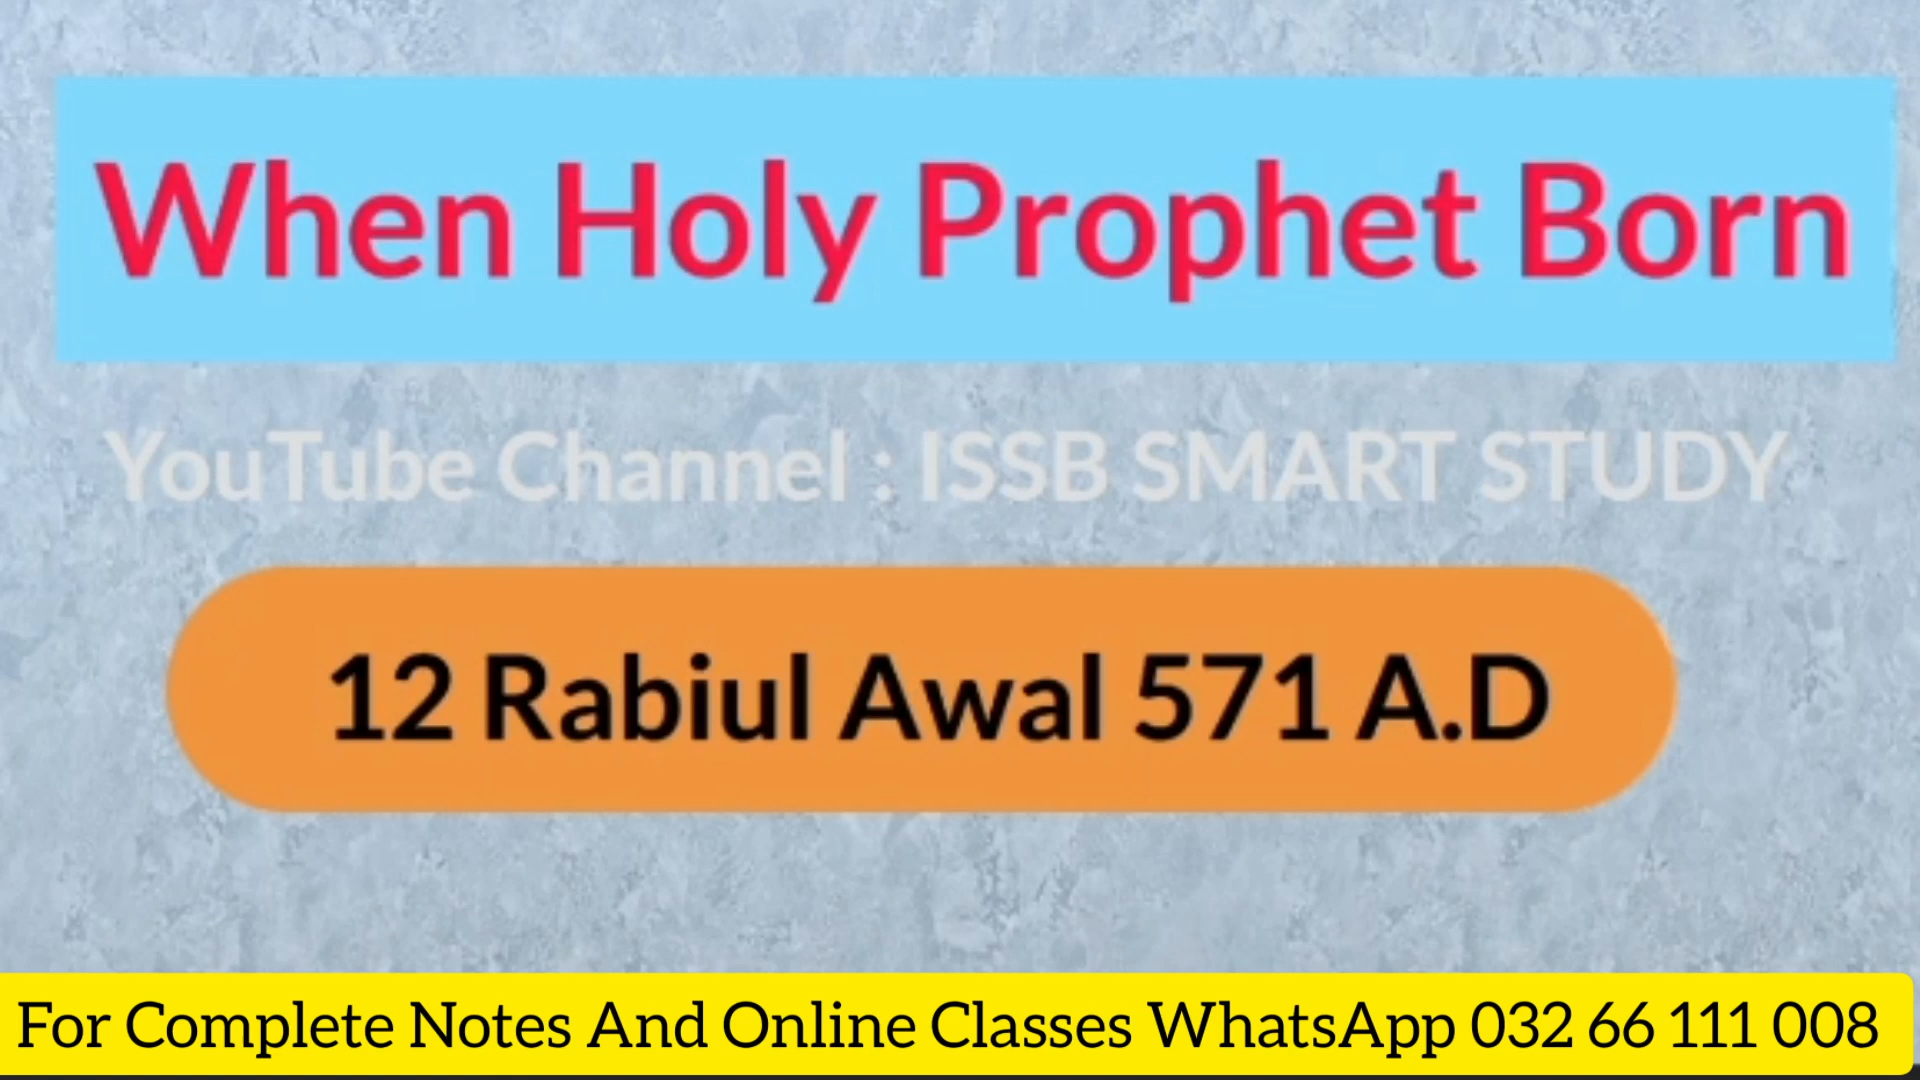 When Holy Prophet Born
YouTube Channel : ISSB SMART STUDY
12 Rabiul Awal 571 A.D
For Complete Notes And Online Classes WhatsApp 032 66 111 008